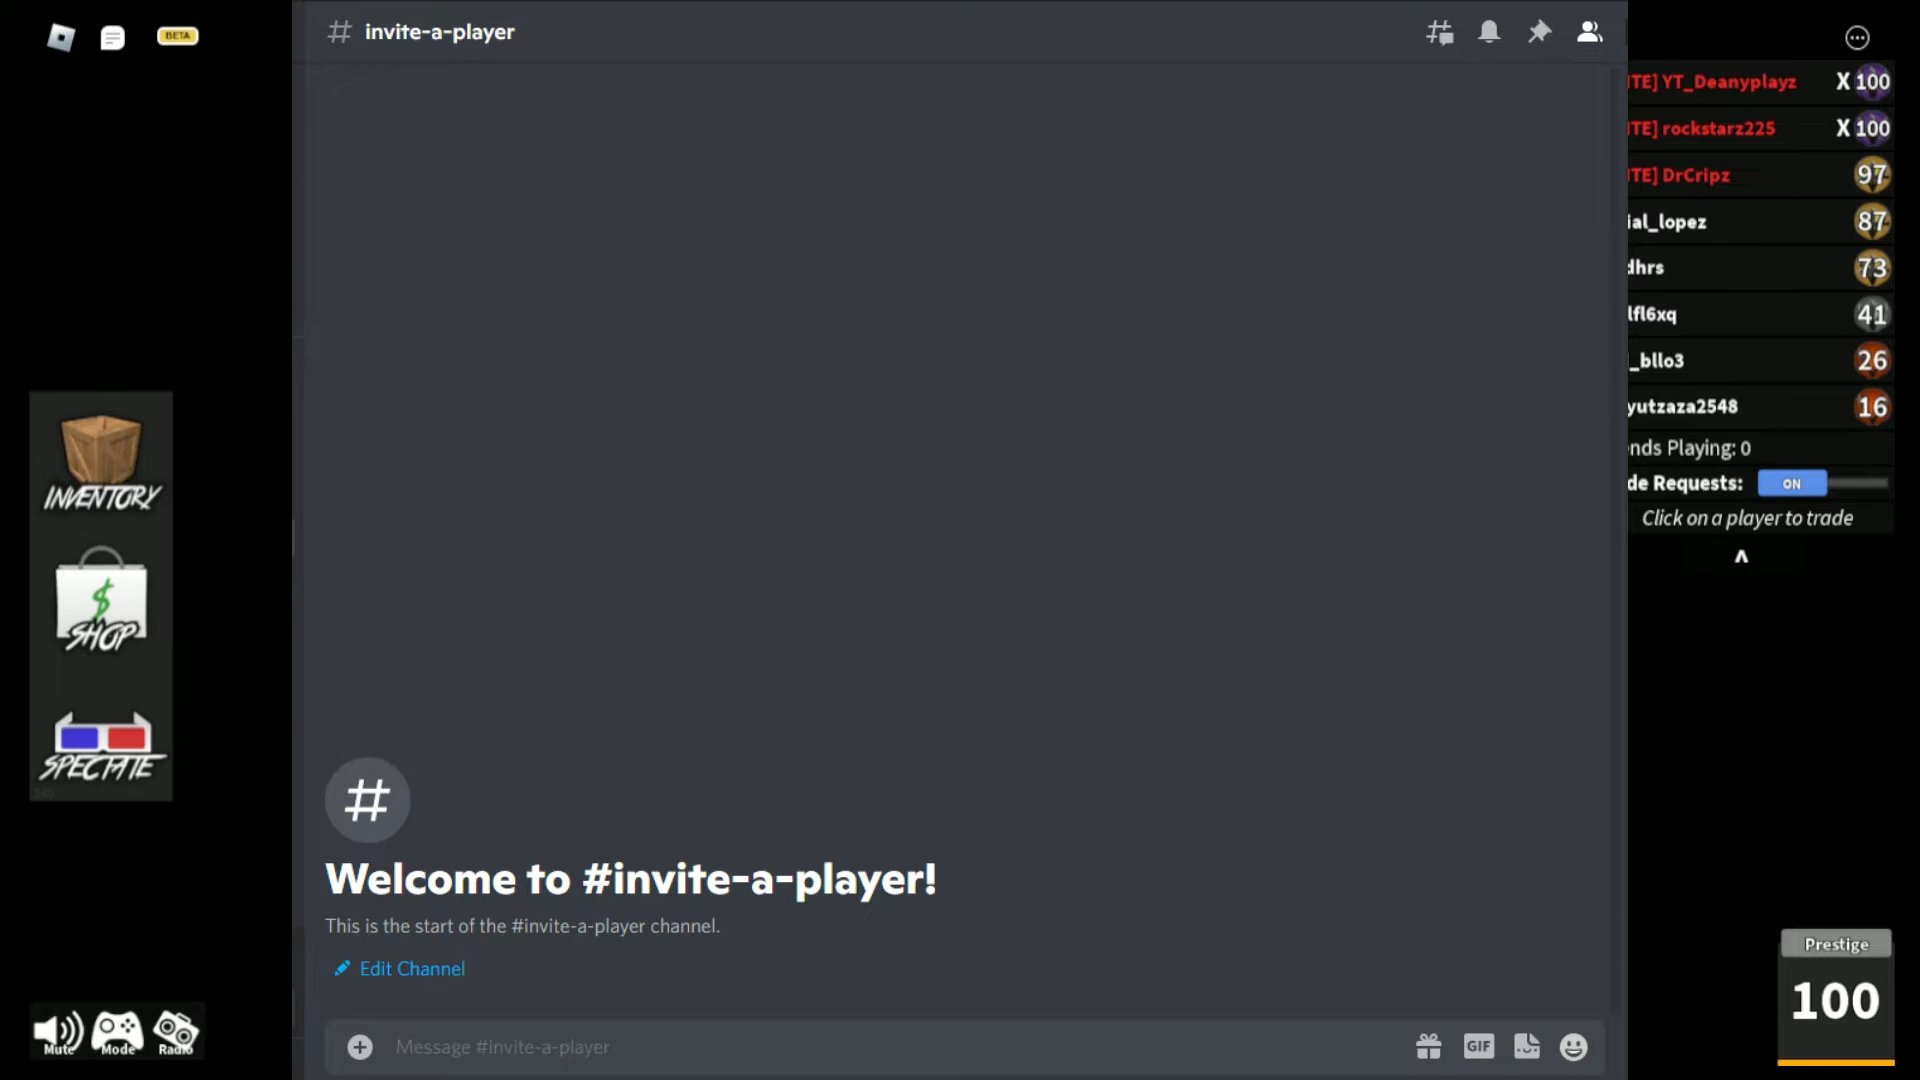 BETA
invite-a-player
TE] YT_Deanyplayz X 100
TE] rockstarz225 X 100
TE] DrCripz 97
ial_lopez 87
dhrs 73
lfl6xq 41
_bllo3 26
yutzaza2548 16
nds Playing: 0
de Requests: ON
Click on a player to trade
INVENTORY
$
SHOP
SPECTATE
#
Welcome to #invite-a-player!
This is the start of the #invite-a-player channel.
Edit Channel
Message #invite-a-player
GIF
Mute Mode Radio
Prestige
100